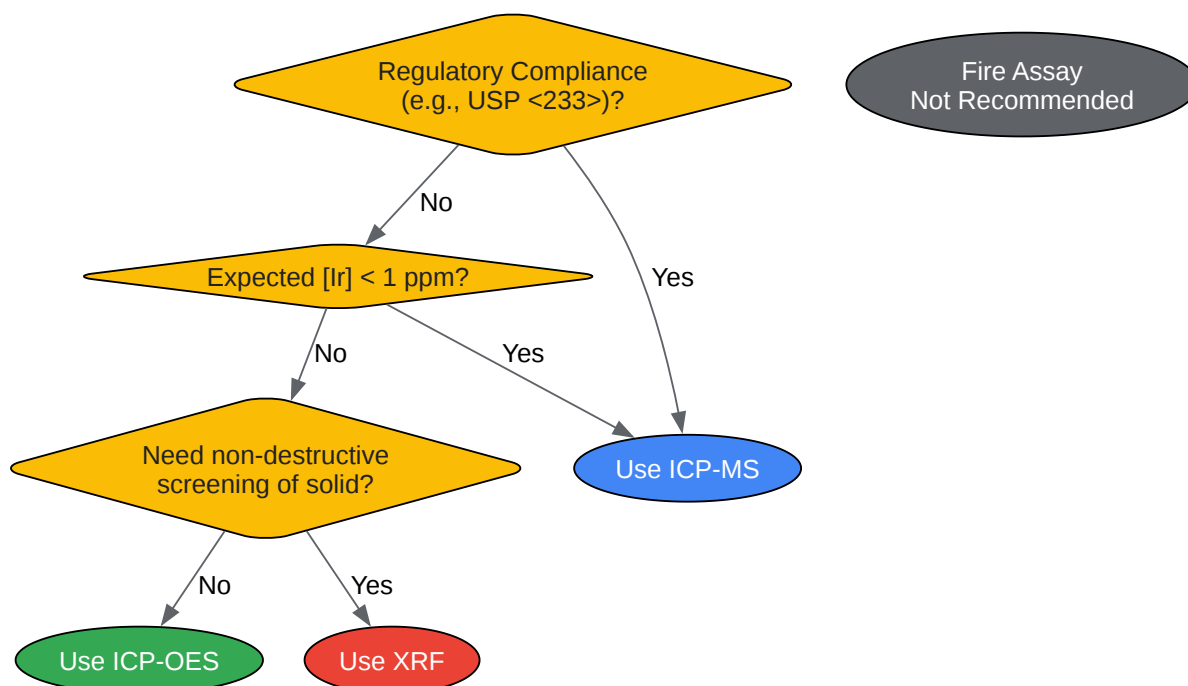 Regulatory Compliance
(e.g., USP <233>)?
Fire Assay
Not Recommended
No
Yes
Expected [Ir] < 1 ppm?
No
Yes
Need non-destructive
screening of solid?
Use ICP-MS
No
Yes
Use ICP-OES
Use XRF